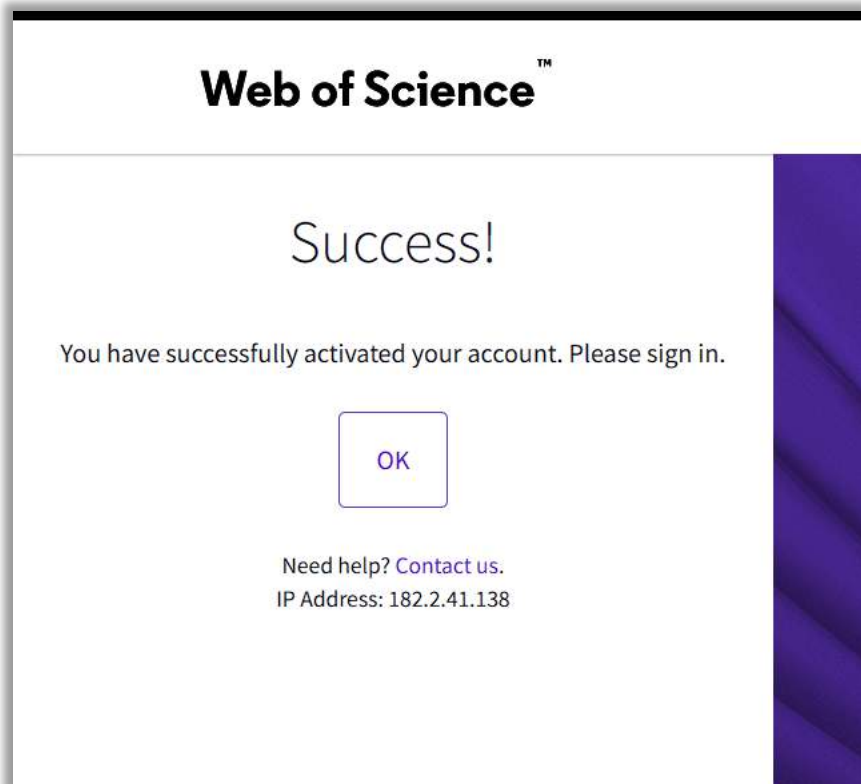 Web of Science™
Success!
You have successfully activated your account. Please sign in.
OK
Need help? Contact us.
IP Address: 182.2.41.138